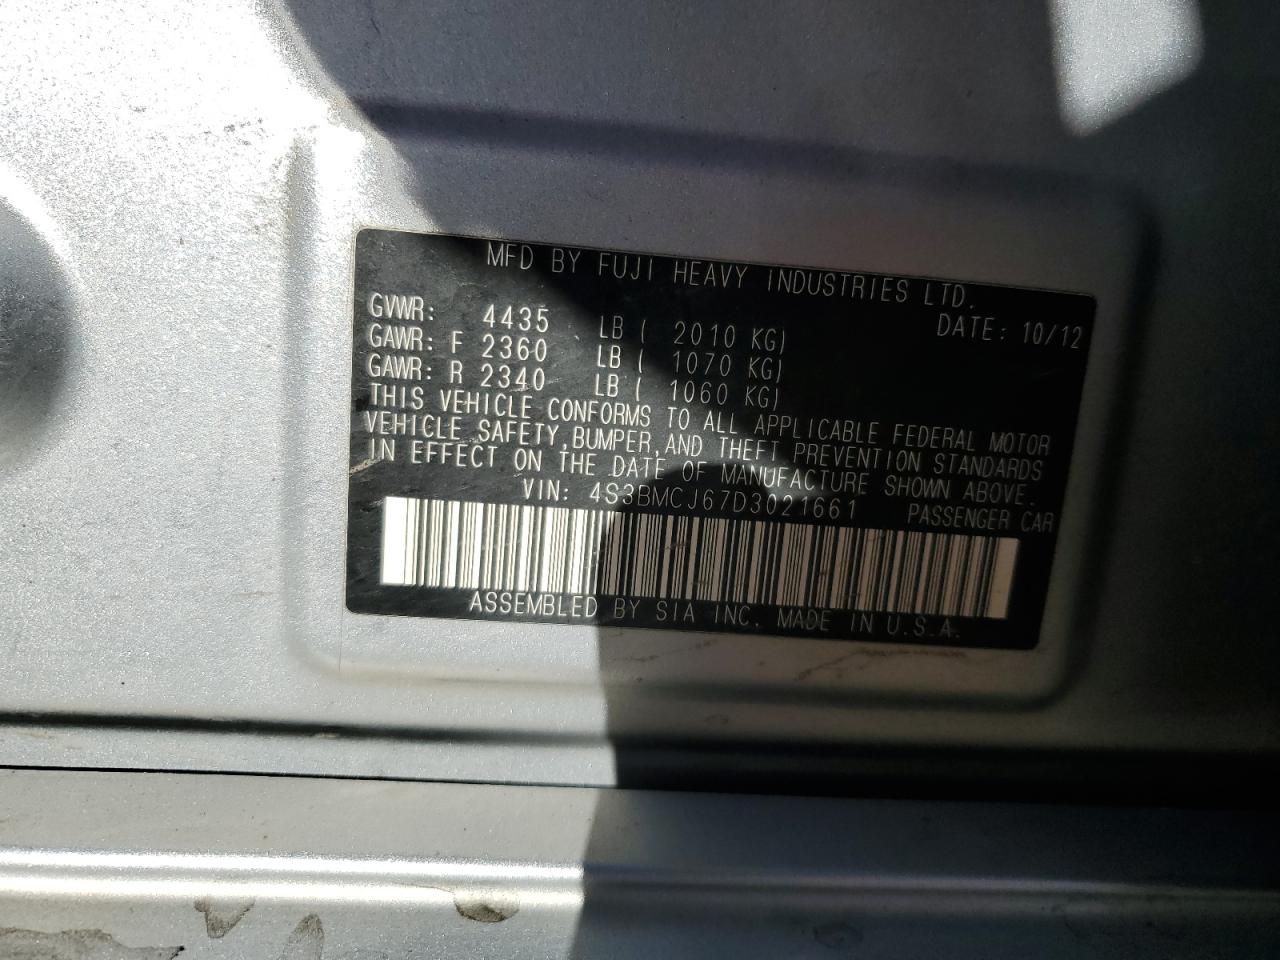 MFD BY FUJI HEAVY INDUSTRIES LTD.
DATE: 10/12
GVWR: 4435 LB ( 2010 KG)
GAWR: F 2360 LB ( 1070 KG)
GAWR: R 2340 LB ( 1060 KG)
THIS VEHICLE CONFORMS TO ALL APPLICABLE FEDERAL MOTOR
VEHICLE SAFETY, BUMPER, AND THEFT PREVENTION STANDARDS
IN EFFECT ON THE DATE OF MANUFACTURE SHOWN ABOVE.
VIN: 4S3BMCJ67D3021661 PASSENGER CAR
ASSEMBLED BY SIA INC. MADE IN U.S.A.